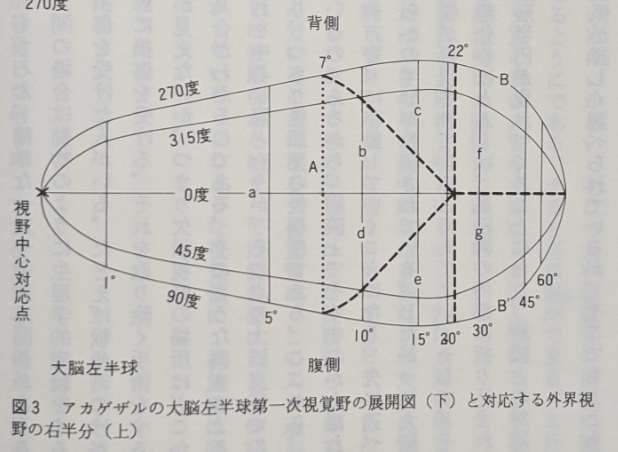 270度
背側
7°
22°
270度
B
c
315度
b
f
A
0度
a
d
g
45度
e
視野中心対応点
1°
90度
B'
60°
45°
5°
10°
15°
20°
30°
大脳左半球
腹側
図3 アカゲザルの大脳左半球第一次視覚野の展開図（下）と対応する外界視
野の右半分（上）